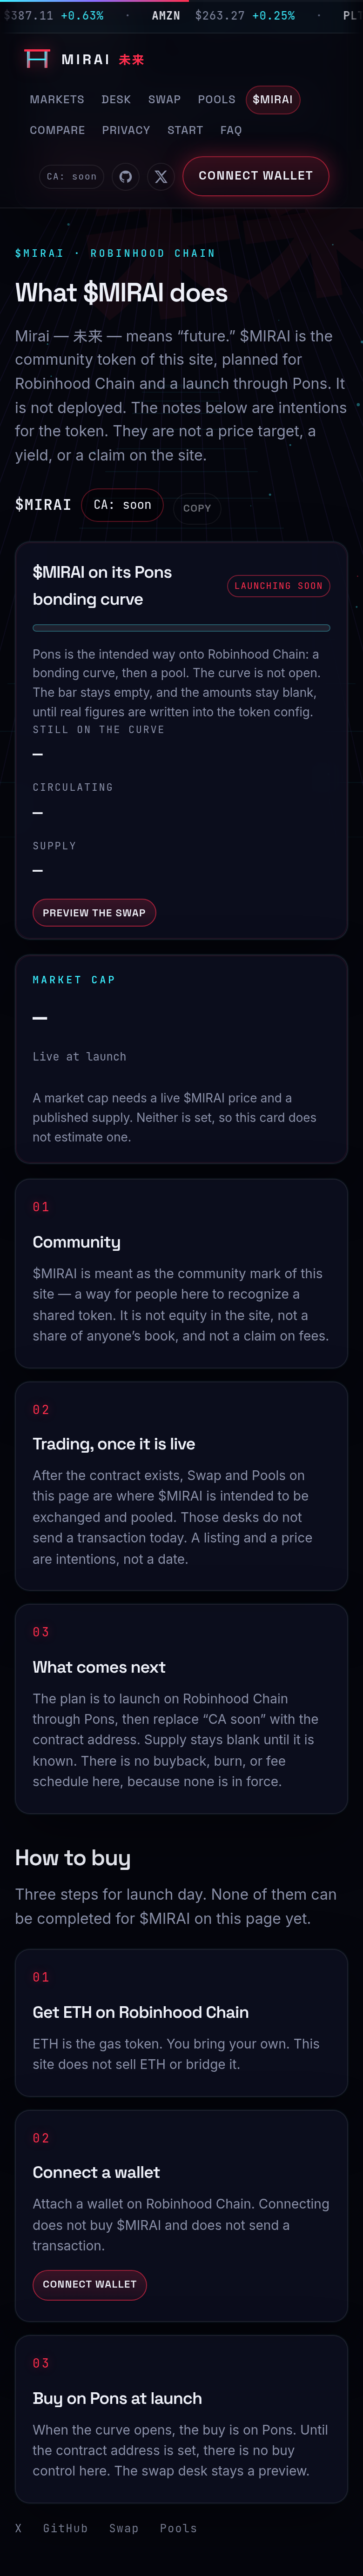 $387.11 +0.63% · AMZN $263.27 +0.25% · PLT
MIRAI 未来
MARKETS DESK SWAP POOLS $MIRAI
COMPARE PRIVACY START FAQ
CA: soon CONNECT WALLET
$MIRAI · ROBINHOOD CHAIN
What $MIRAI does
Mirai — 未来 — means “future.” $MIRAI is the
community token of this site, planned for
Robinhood Chain and a launch through Pons. It
is not deployed. The notes below are intentions
for the token. They are not a price target, a
yield, or a claim on the site.
$MIRAI CA: soon COPY
$MIRAI on its Pons
bonding curve
LAUNCHING SOON
Pons is the intended way onto Robinhood Chain: a
bonding curve, then a pool. The curve is not open.
The bar stays empty, and the amounts stay blank,
until real figures are written into the token config.
STILL ON THE CURVE
—
CIRCULATING
—
SUPPLY
—
PREVIEW THE SWAP
MARKET CAP
—
Live at launch
A market cap needs a live $MIRAI price and a
published supply. Neither is set, so this card does
not estimate one.
01
Community
$MIRAI is meant as the community mark of this
site — a way for people here to recognize a
shared token. It is not equity in the site, not a
share of anyone’s book, and not a claim on fees.
02
Trading, once it is live
After the contract exists, Swap and Pools on
this page are where $MIRAI is intended to be
exchanged and pooled. Those desks do not
send a transaction today. A listing and a price
are intentions, not a date.
03
What comes next
The plan is to launch on Robinhood Chain
through Pons, then replace “CA soon” with the
contract address. Supply stays blank until it is
known. There is no buyback, burn, or fee
schedule here, because none is in force.
How to buy
Three steps for launch day. None of them can
be completed for $MIRAI on this page yet.
01
Get ETH on Robinhood Chain
ETH is the gas token. You bring your own. This
site does not sell ETH or bridge it.
02
Connect a wallet
Attach a wallet on Robinhood Chain. Connecting
does not buy $MIRAI and does not send a
transaction.
CONNECT WALLET
03
Buy on Pons at launch
When the curve opens, the buy is on Pons. Until
the contract address is set, there is no buy
control here. The swap desk stays a preview.
X GitHub Swap Pools